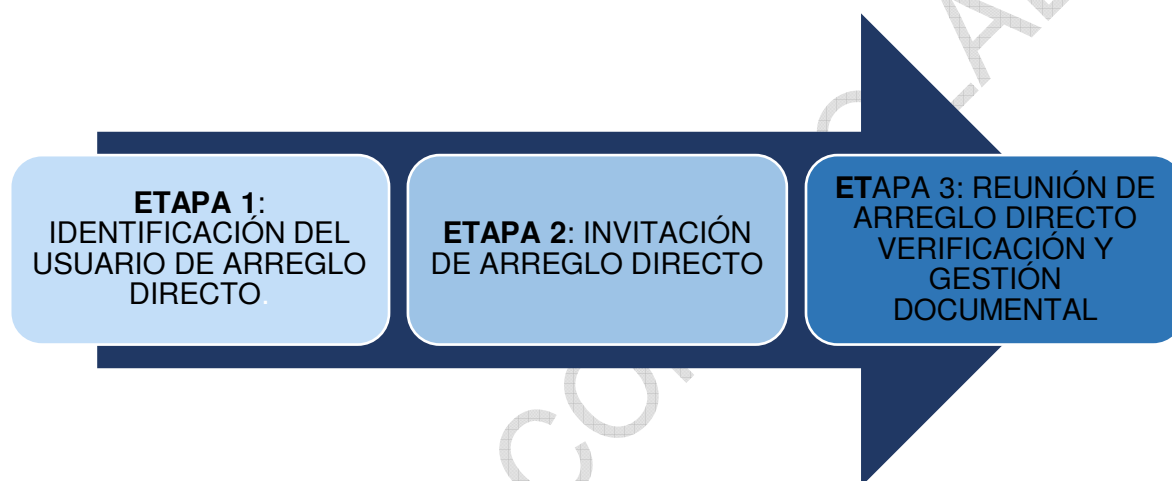 ETAPA 1:
IDENTIFICACIÓN DEL
USUARIO DE ARREGLO
DIRECTO.
ETAPA 2: INVITACIÓN
DE ARREGLO DIRECTO
ETAPA 3: REUNIÓN DE
ARREGLO DIRECTO
VERIFICACIÓN Y
GESTIÓN
DOCUMENTAL